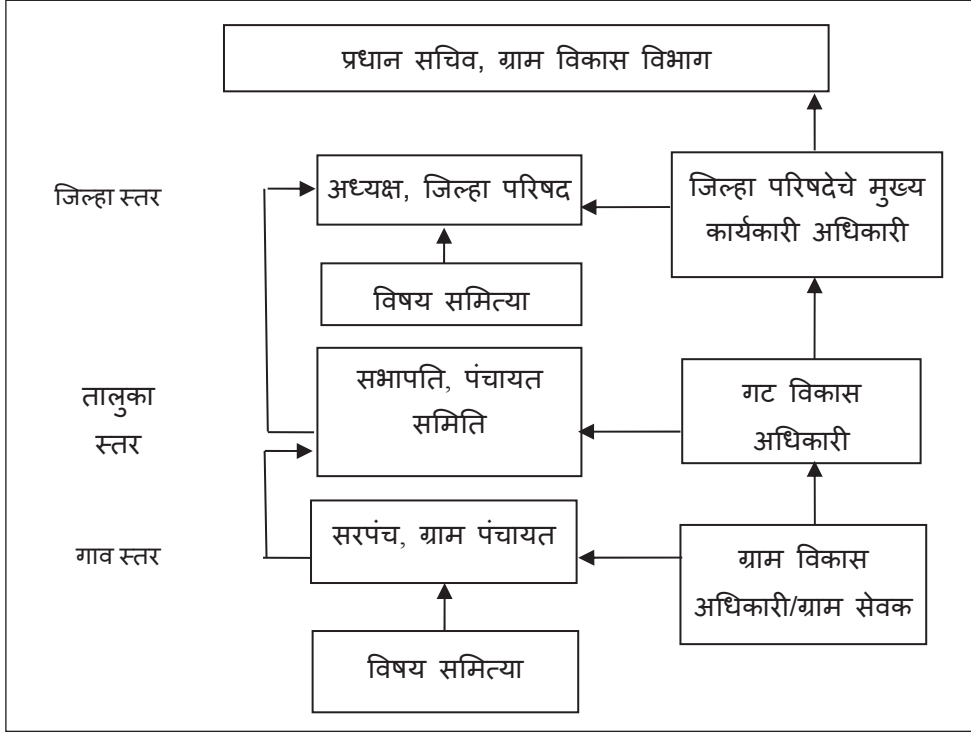 प्रधान सचिव, ग्राम विकास विभाग
जिल्हा स्तर
अध्यक्ष, जिल्हा परिषद
जिल्हा परिषदेचे मुख्य
कार्यकारी अधिकारी
विषय समित्या
तालुका
स्तर
सभापति, पंचायत
समिति
गट विकास
अधिकारी
गाव स्तर
सरपंच, ग्राम पंचायत
ग्राम विकास
अधिकारी/ग्राम सेवक
विषय समित्या